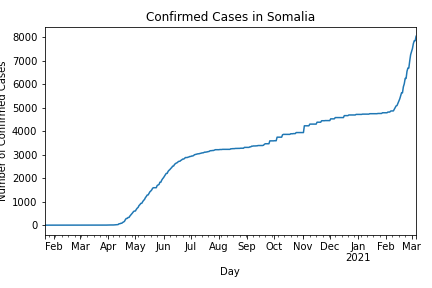 Confirmed Cases in Somalia
Number of Confirmed Cases
8000
7000
6000
5000
4000
3000
2000
1000
0
Feb Mar Apr May Jun Jul Aug Sep Oct Nov Dec Jan Feb Mar
2021
Day